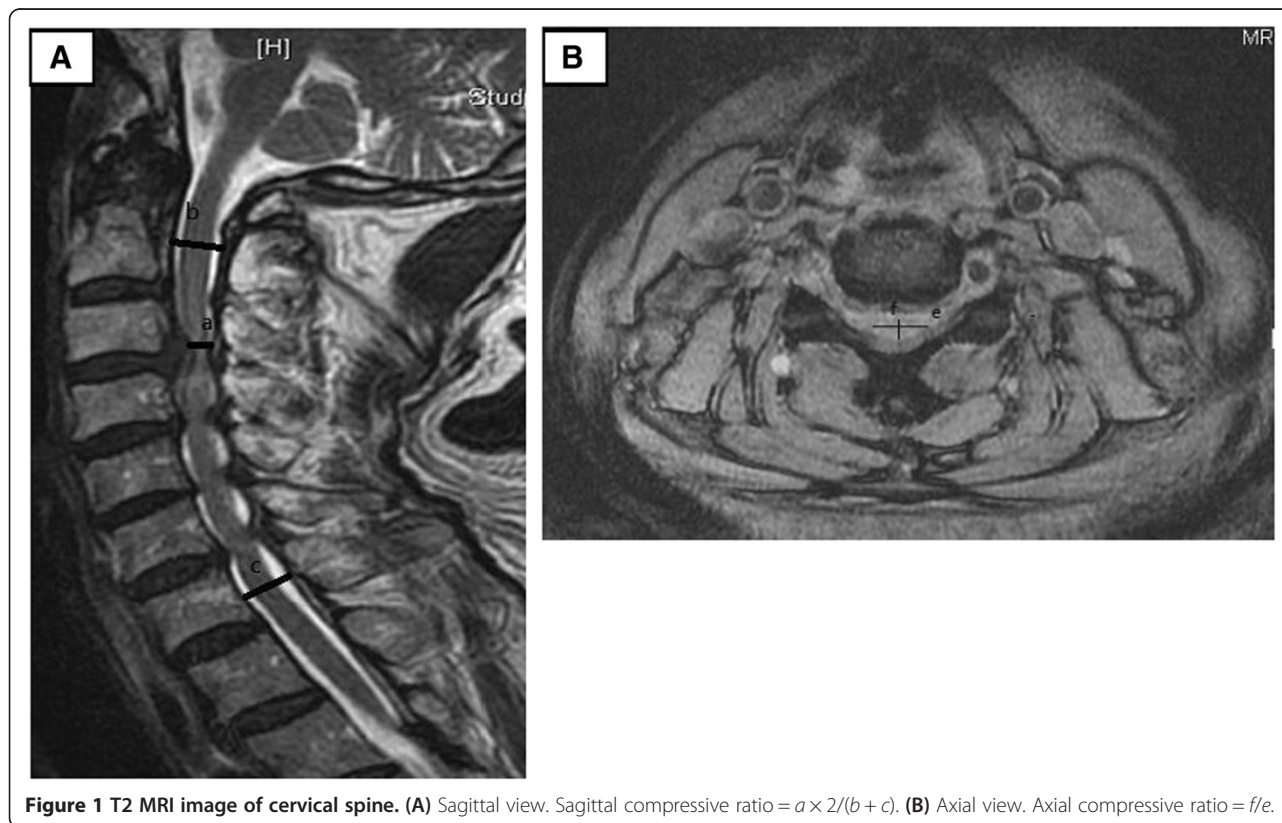 A
[H]
Stud
b
a
c
B
MR
f
e
Figure 1 T2 MRI image of cervical spine. (A) Sagittal view. Sagittal compressive ratio = a × 2/(b + c). (B) Axial view. Axial compressive ratio = f/e.